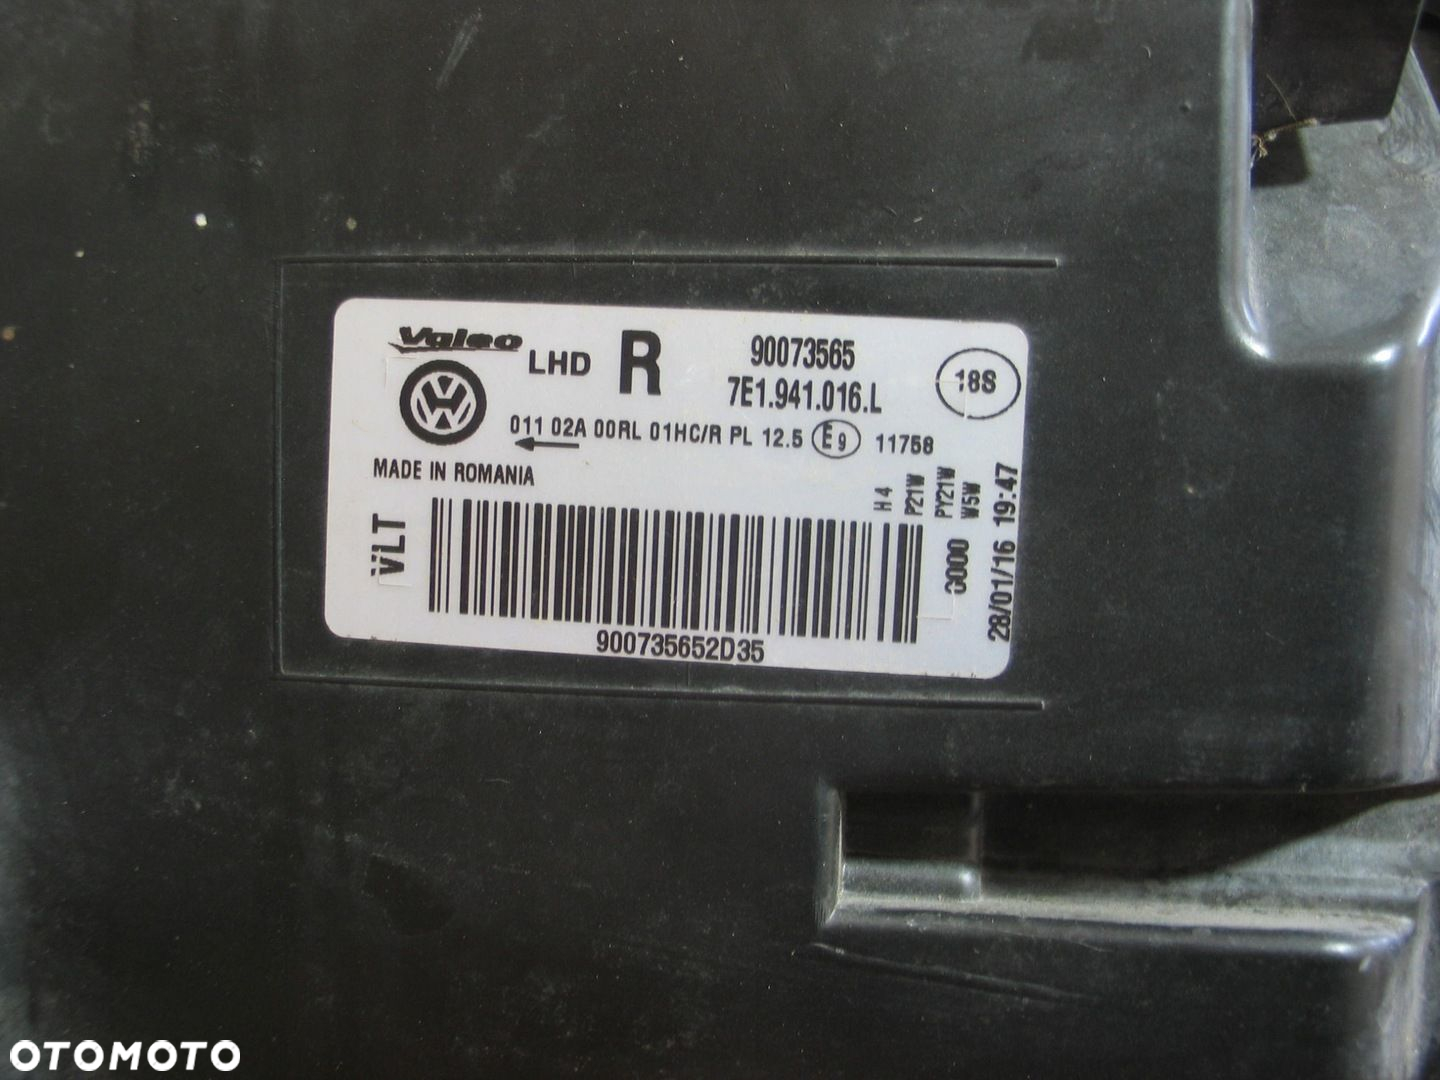 Valeo LHD R 90073565
7E1.941.016.L
18S
011 02A 00RL 01HC/R PL 12.5 E9 11758
MADE IN ROMANIA
H4
P21W
PY21W
W5W
VLT
0000
28/01/16 19:47
900735652D35
OTOMOTO